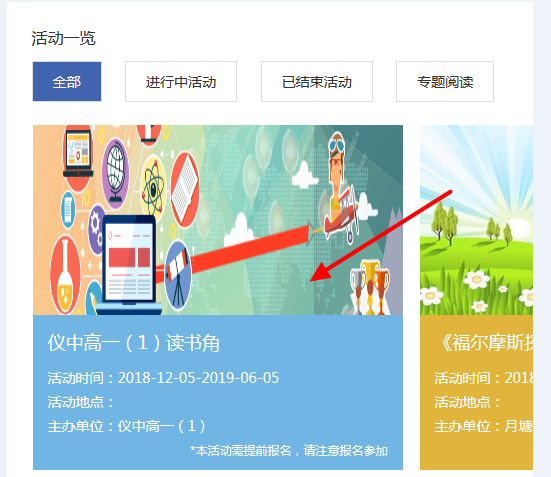 活动一览
全部 进行中活动 已结束活动 专题阅读
仪中高一（1）读书角
活动时间：2018-12-05-2019-06-05
活动地点：
主办单位：仪中高一（1）
*本活动需提前报名，请注意报名参加
《福尔摩斯探
活动时间：2018
活动地点：
主办单位：月塘